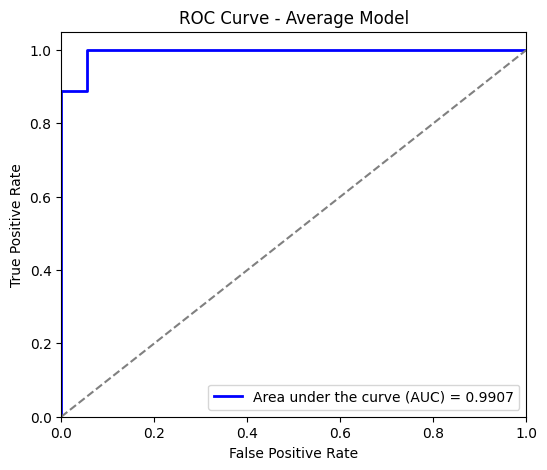 ROC Curve - Average Model
1.0
0.8
0.6
0.4
0.2
0.0
True Positive Rate
Area under the curve (AUC) = 0.9907
0.0 0.2 0.4 0.6 0.8 1.0
False Positive Rate